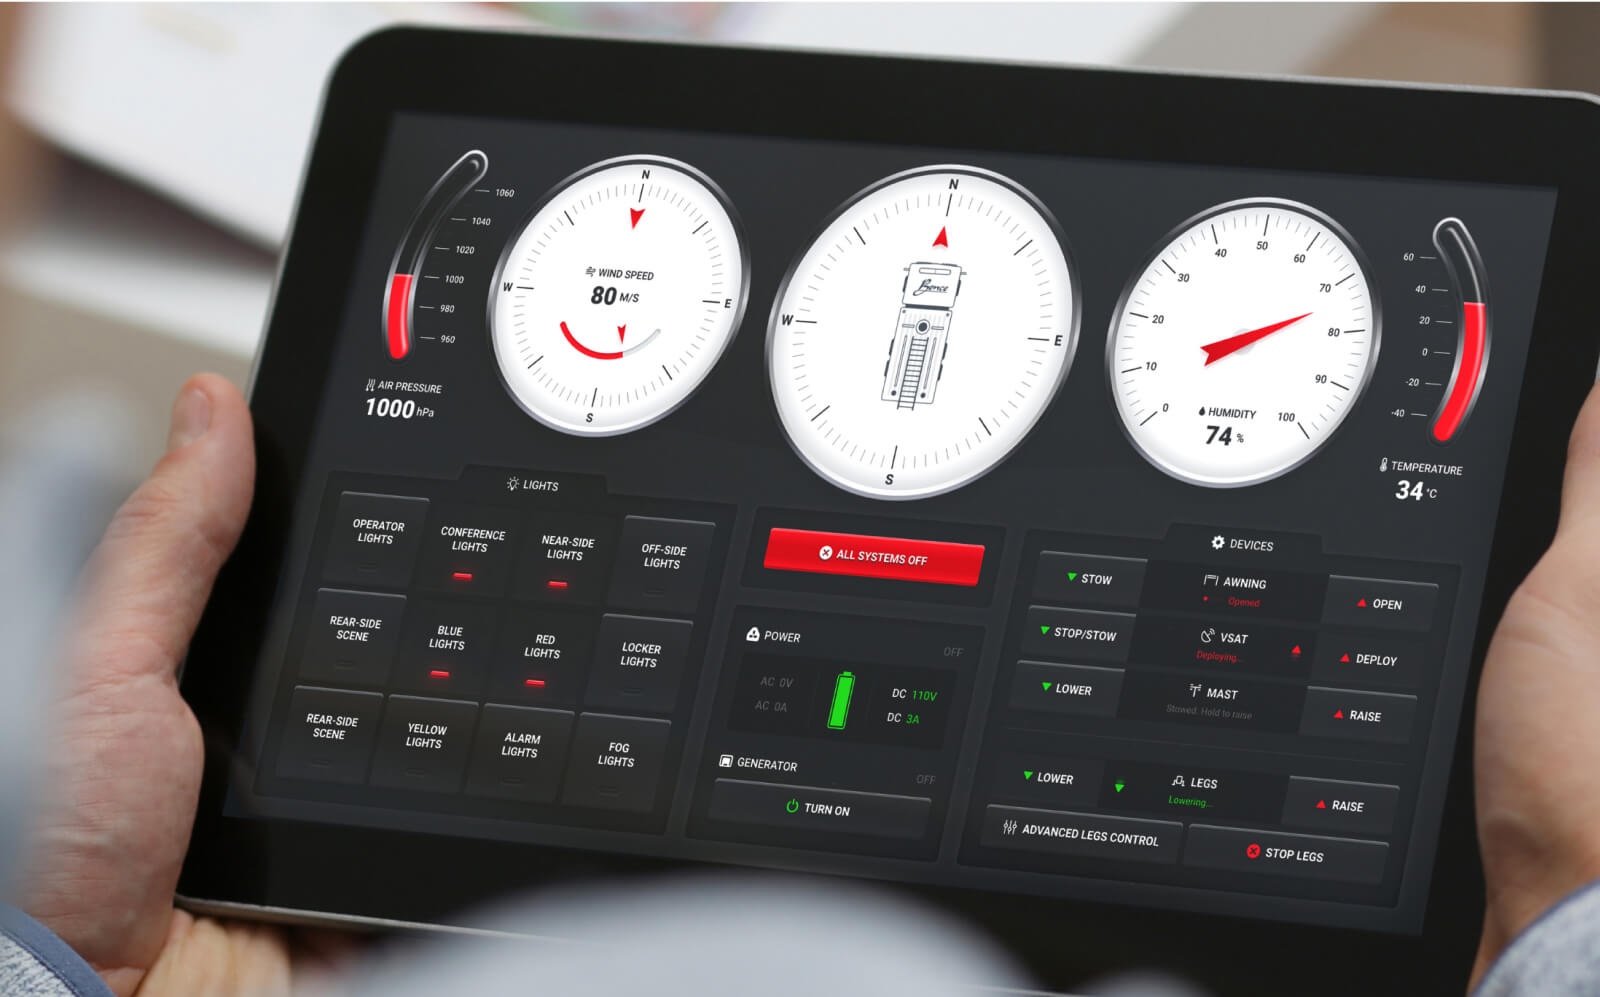 1060
1040
1020
1000
980
960
AIR PRESSURE
1000 hPa
N
W
E
S
WIND SPEED
80 M/S
N
W
E
S
Bence
0
10
20
30
40
50
60
70
80
90
100
HUMIDITY
74 %
60
40
20
0
-20
-40
TEMPERATURE
34 °C
LIGHTS
OPERATOR
LIGHTS
CONFERENCE
LIGHTS
NEAR-SIDE
LIGHTS
OFF-SIDE
LIGHTS
REAR-SIDE
SCENE
BLUE
LIGHTS
RED
LIGHTS
LOCKER
LIGHTS
REAR-SIDE
SCENE
YELLOW
LIGHTS
ALARM
LIGHTS
FOG
LIGHTS
ALL SYSTEMS OFF
POWER
OFF
AC 0V
AC 0A
DC 110V
DC 3A
GENERATOR
OFF
TURN ON
DEVICES
STOW
AWNING
Opened
OPEN
STOP/STOW
VSAT
Deploying...
DEPLOY
LOWER
MAST
Stowed. Hold to raise
RAISE
LOWER
LEGS
Lowering...
RAISE
ADVANCED LEGS CONTROL
STOP LEGS